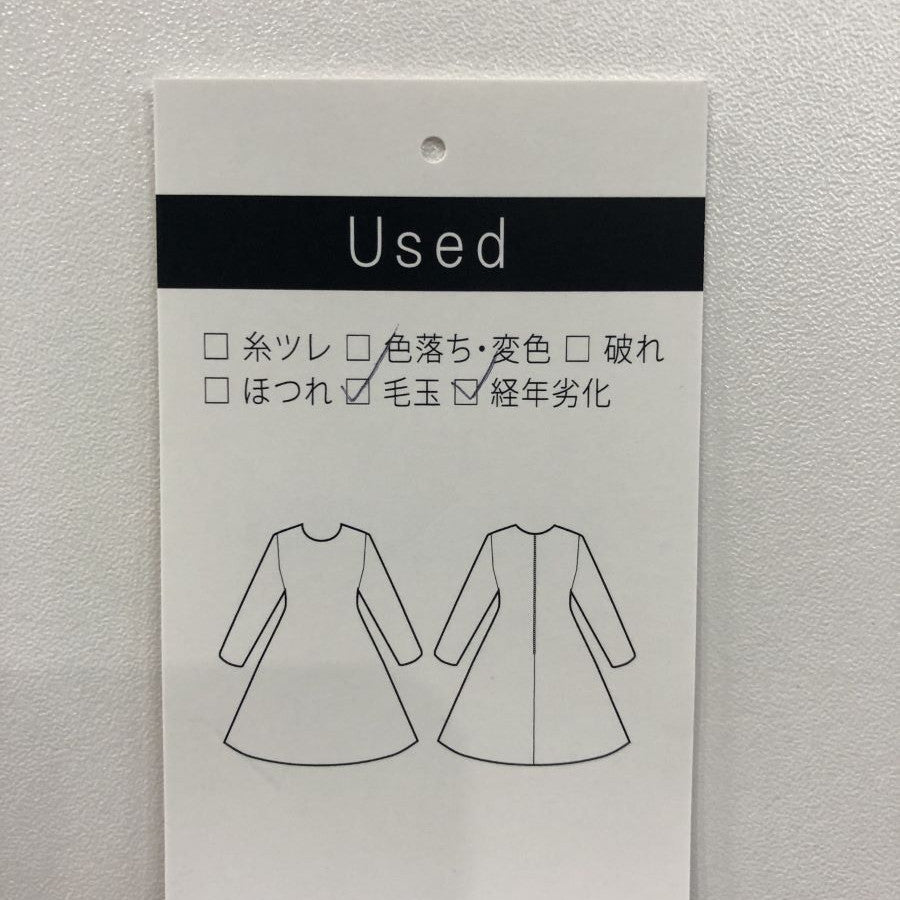 Used
□ 糸ツレ □ 色落ち・変色 □ 破れ
□ ほつれ ☑ 毛玉 ☑ 経年劣化